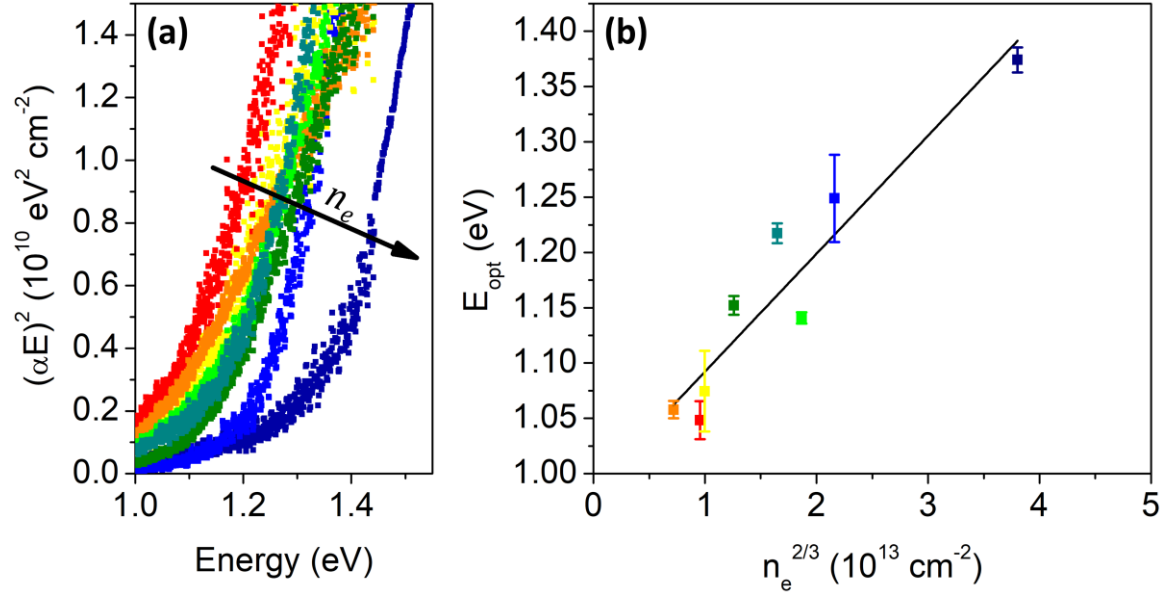 (a)
1.4
1.2
1.0
0.8
0.6
0.4
0.2
0.0
(αE)² (10¹⁰ eV² cm⁻²)
nₑ
1.0 1.2 1.4
Energy (eV)
(b)
1.40
1.35
1.30
1.25
1.20
1.15
1.10
1.05
1.00
E_opt (eV)
0 1 2 3 4 5
nₑ^2/3 (10¹³ cm⁻²)